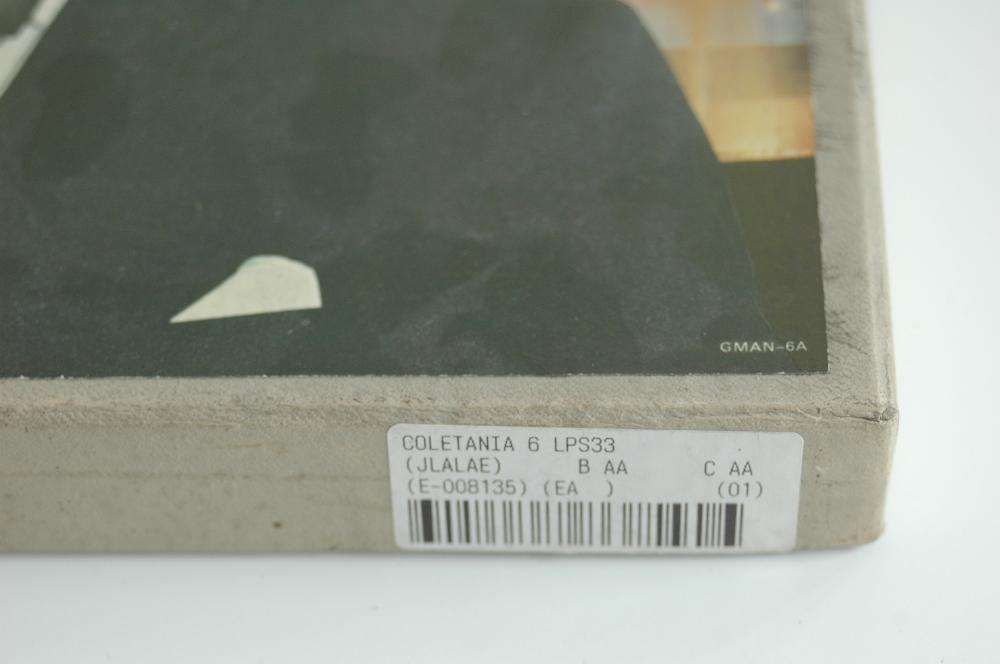 GMAN-6A
COLETANIA 6 LPS33
(JLALAE) B AA C AA
(E-008135) (EA ) (01)